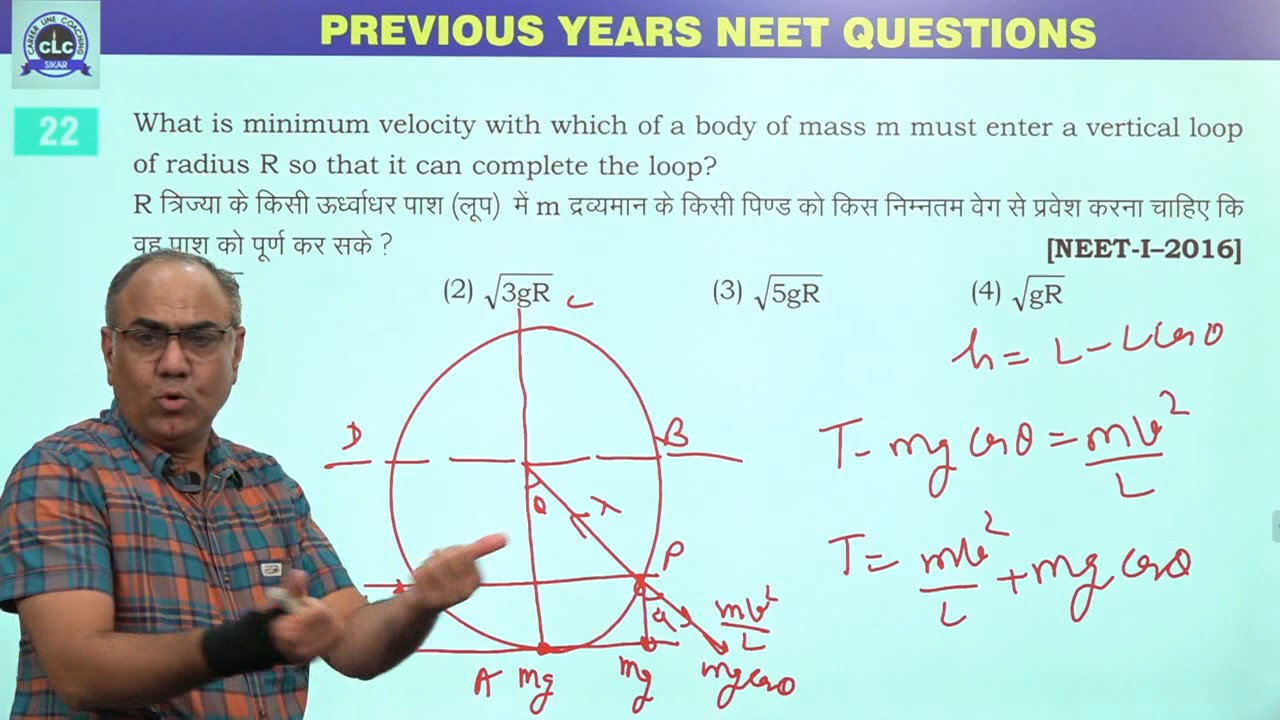 PREVIOUS YEARS NEET QUESTIONS
CAREER LINE COACHING
CLC
SIKAR
22
What is minimum velocity with which of a body of mass m must enter a vertical loop
of radius R so that it can complete the loop?
R त्रिज्या के किसी ऊर्ध्वाधर पाश (लूप) में m द्रव्यमान के किसी पिण्ड को किस निम्नतम वेग से प्रवेश करना चाहिए कि
वह पाश को पूर्ण कर सके ?
[NEET-I–2016]
(2) √3gR (3) √5gR (4) √gR
C
h = L - L cos θ
D
B
T - mg cos θ = mv²/L
θ
P
T = mv²/L + mg cos θ
θ
mv²/L
A mg mg mg cos θ